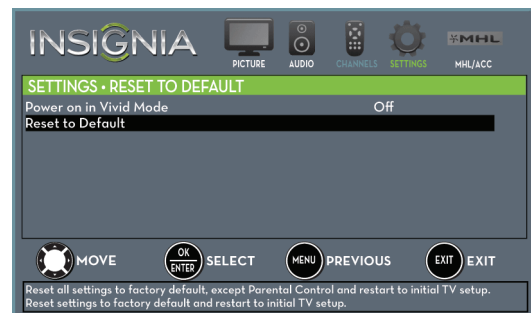 INSIGNIA
PICTURE AUDIO CHANNELS SETTINGS MHL MHL/ACC
SETTINGS • RESET TO DEFAULT
Power on in Vivid Mode Off
Reset to Default
MOVE OK ENTER SELECT MENU PREVIOUS EXIT EXIT
Reset all settings to factory default, except Parental Control and restart to initial TV setup.
Reset settings to factory default and restart to initial TV setup.